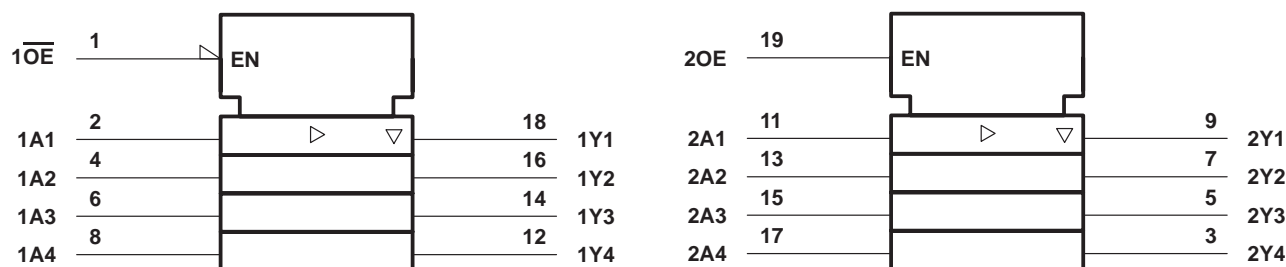 1O̅E̅ 1 EN
1A1 2 18 1Y1
1A2 4 16 1Y2
1A3 6 14 1Y3
1A4 8 12 1Y4
2OE 19 EN
2A1 11 9 2Y1
2A2 13 7 2Y2
2A3 15 5 2Y3
2A4 17 3 2Y4